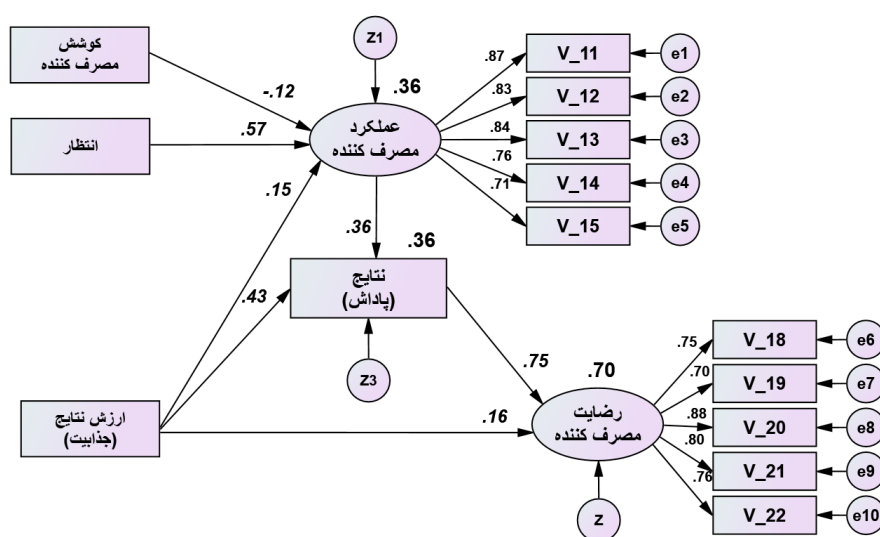 کوشش
مصرف کننده
انتظار
ارزش نتایج
(جذابیت)
Z1
.36
عملکرد
مصرف کننده
-.12
.57
.15
.36
.36
.43
نتایج
(پاداش)
Z3
.87
.83
.84
.76
.71
V_11
e1
V_12
e2
V_13
e3
V_14
e4
V_15
e5
.75
.16
.70
رضایت
مصرف کننده
Z
.75
.70
.88
.80
.76
V_18
e6
V_19
e7
V_20
e8
V_21
e9
V_22
e10